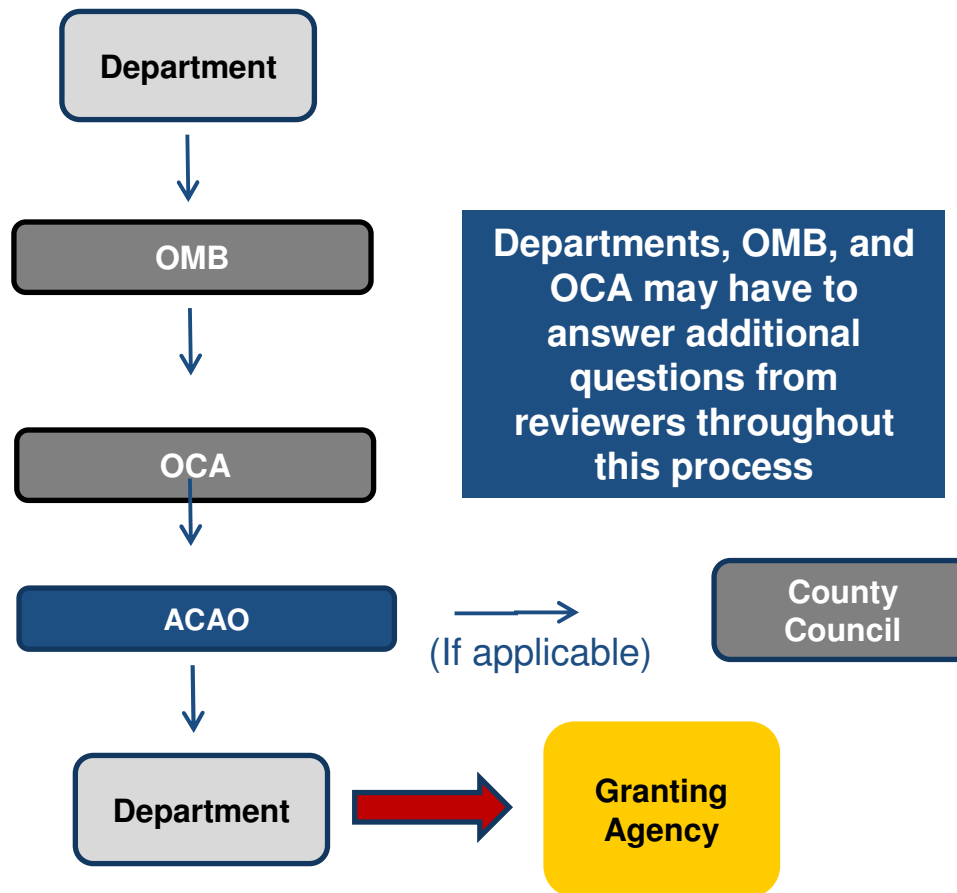 Department
OMB
Departments, OMB, and
OCA may have to
answer additional
questions from
reviewers throughout
this process
OCA
ACAO
(If applicable)
County
Council
Department
Granting
Agency